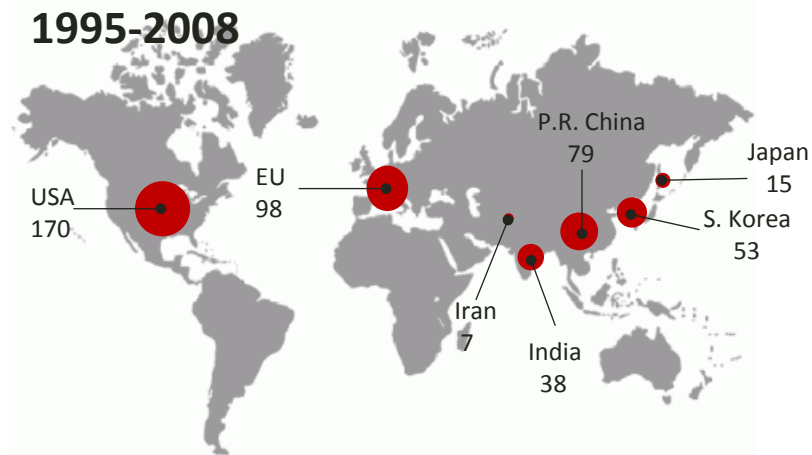 1995-2008
USA
170
EU
98
P.R. China
79
Japan
15
S. Korea
53
Iran
7
India
38